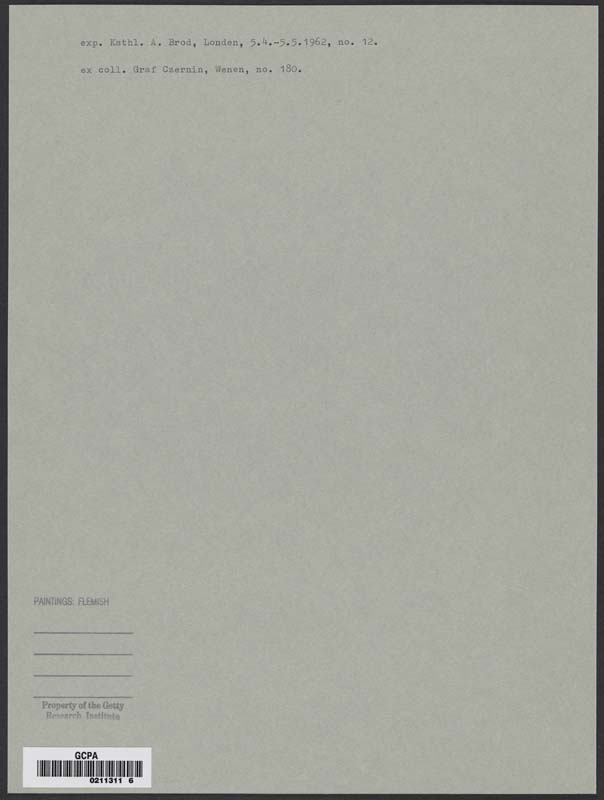 exp. Kathl. A. Brod, Londen, 5.4.-5.5.1962, no. 12.
ex coll. Graf Czernin, Wenen, no. 180.
PAINTINGS: FLEMISH
Property of the Getty
Research Institute
GCPA
0211311 6